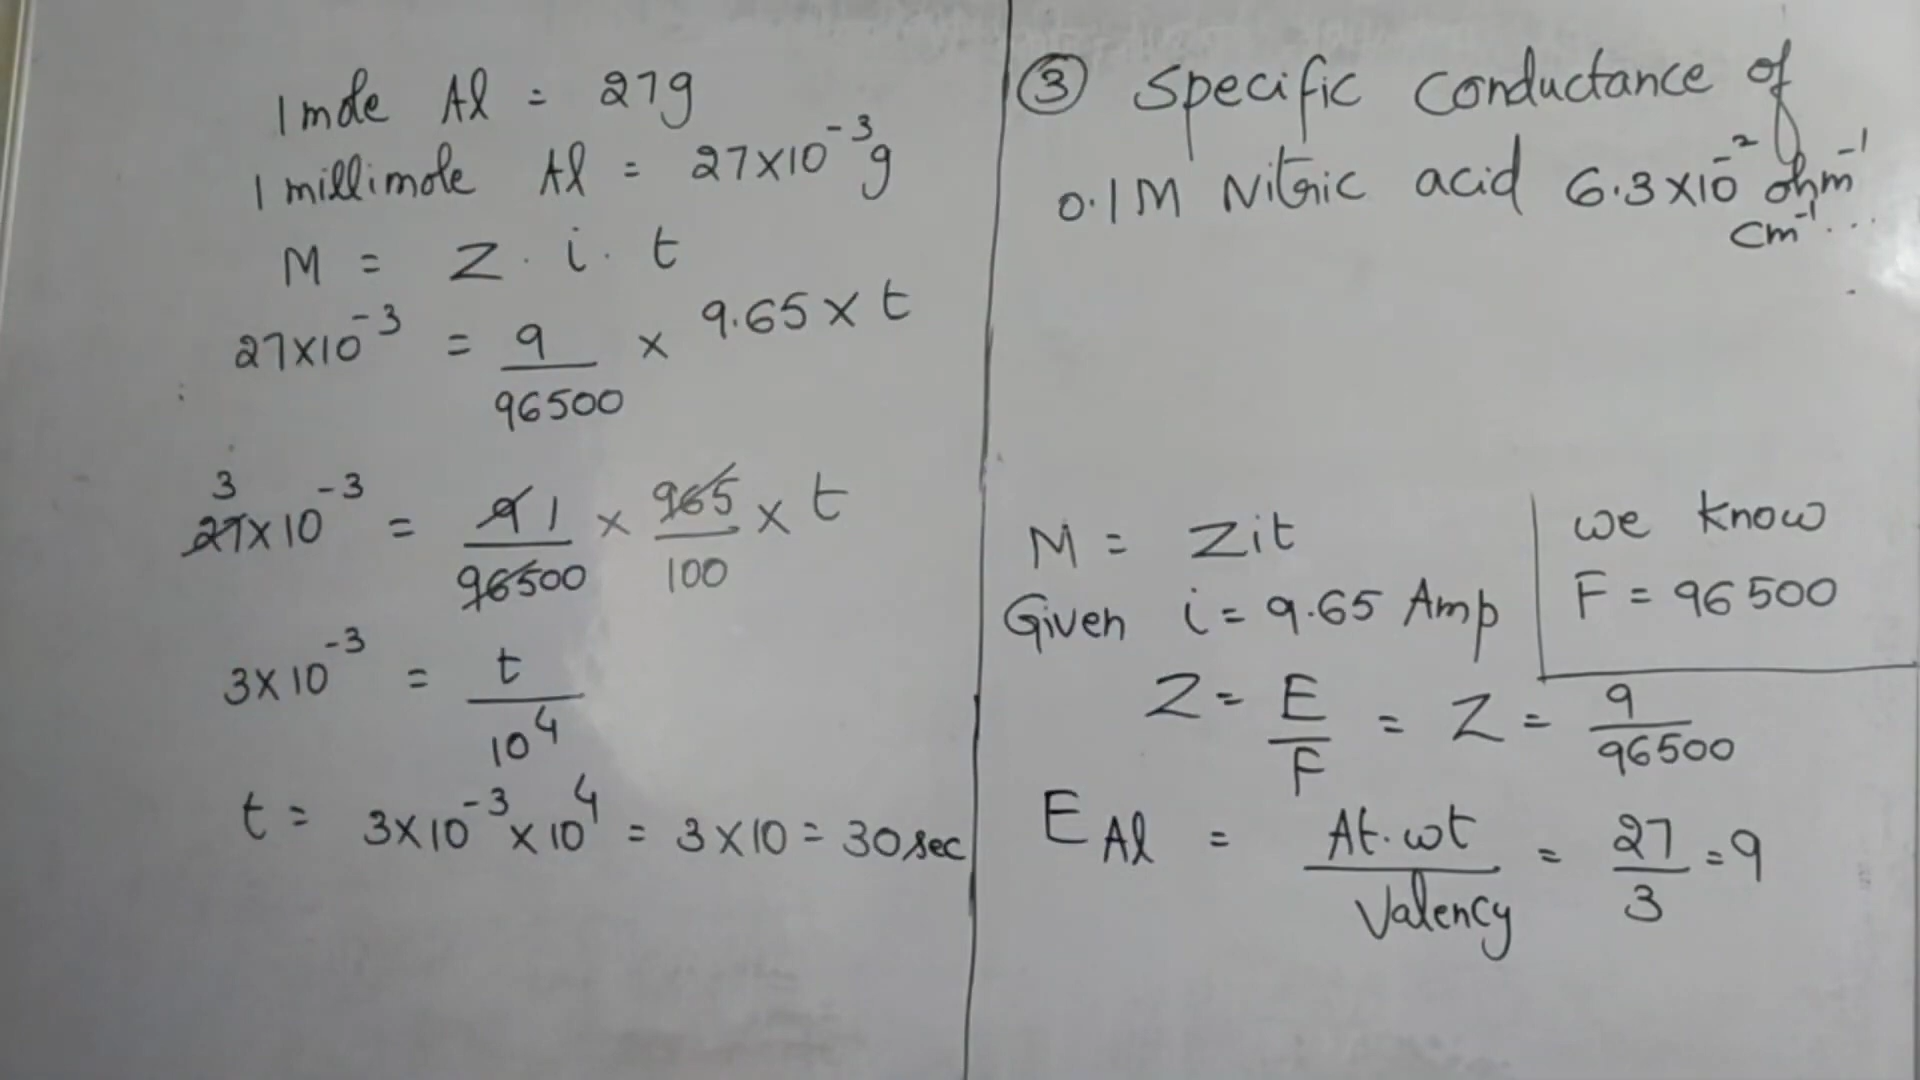 1 mole Al = 27g
1 millimole Al = 27×10⁻³g
M = Z . i . t
27×10⁻³ = 9/96500 × 9.65 × t
3
27×10⁻³ = 9 1/96500 × 965/100 × t
3×10⁻³ = t/10⁴
t = 3×10⁻³×10⁴ = 3×10 = 30 sec
③ Specific Conductance of
0.1M Nitric acid 6.3×10⁻² ohm⁻¹
cm⁻¹...
M = Zit
Given i = 9.65 Amp
we know
F = 96500
Z = E/F = Z = 9/96500
E Al = At.wt/Valency = 27/3 = 9